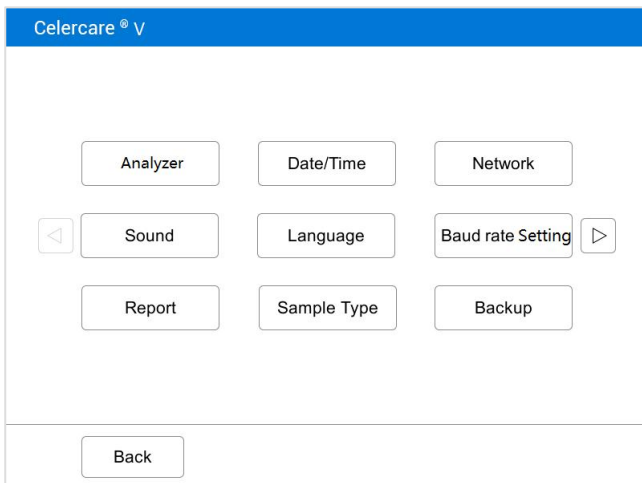 Celercare ® V
Analyzer Date/Time Network
Sound Language Baud rate Setting
Report Sample Type Backup
Back